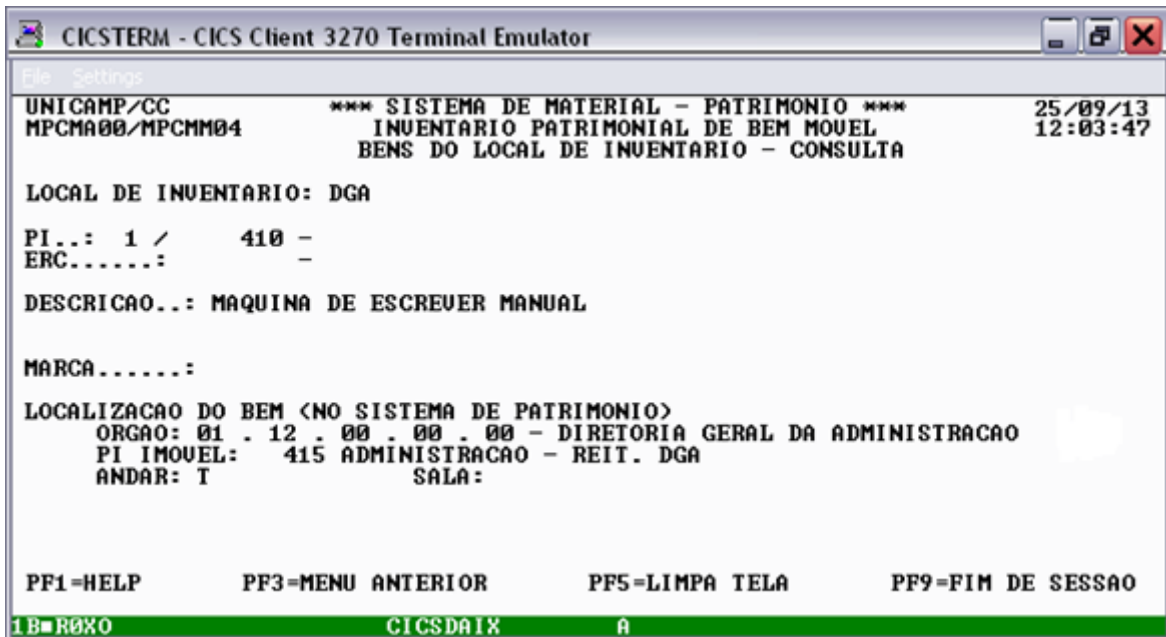 CICSTERM - CICS Client 3270 Terminal Emulator
File Settings
UNICAMP/CC *** SISTEMA DE MATERIAL - PATRIMONIO *** 25/09/13
MPCMA00/MPCMM04 INVENTARIO PATRIMONIAL DE BEM MOVEL 12:03:47
BENS DO LOCAL DE INVENTARIO - CONSULTA
LOCAL DE INVENTARIO: DGA
PI..: 1 / 410 -
ERC......: -
DESCRICAO..: MAQUINA DE ESCREVER MANUAL
MARCA......:
LOCALIZACAO DO BEM (NO SISTEMA DE PATRIMONIO)
ORGAO: 01 . 12 . 00 . 00 . 00 - DIRETORIA GERAL DA ADMINISTRACAO
PI IMOVEL: 415 ADMINISTRACAO - REIT. DGA
ANDAR: T SALA:
PF1=HELP PF3=MENU ANTERIOR PF5=LIMPA TELA PF9=FIM DE SESSAO
1B■R0XO CICSDAIX A